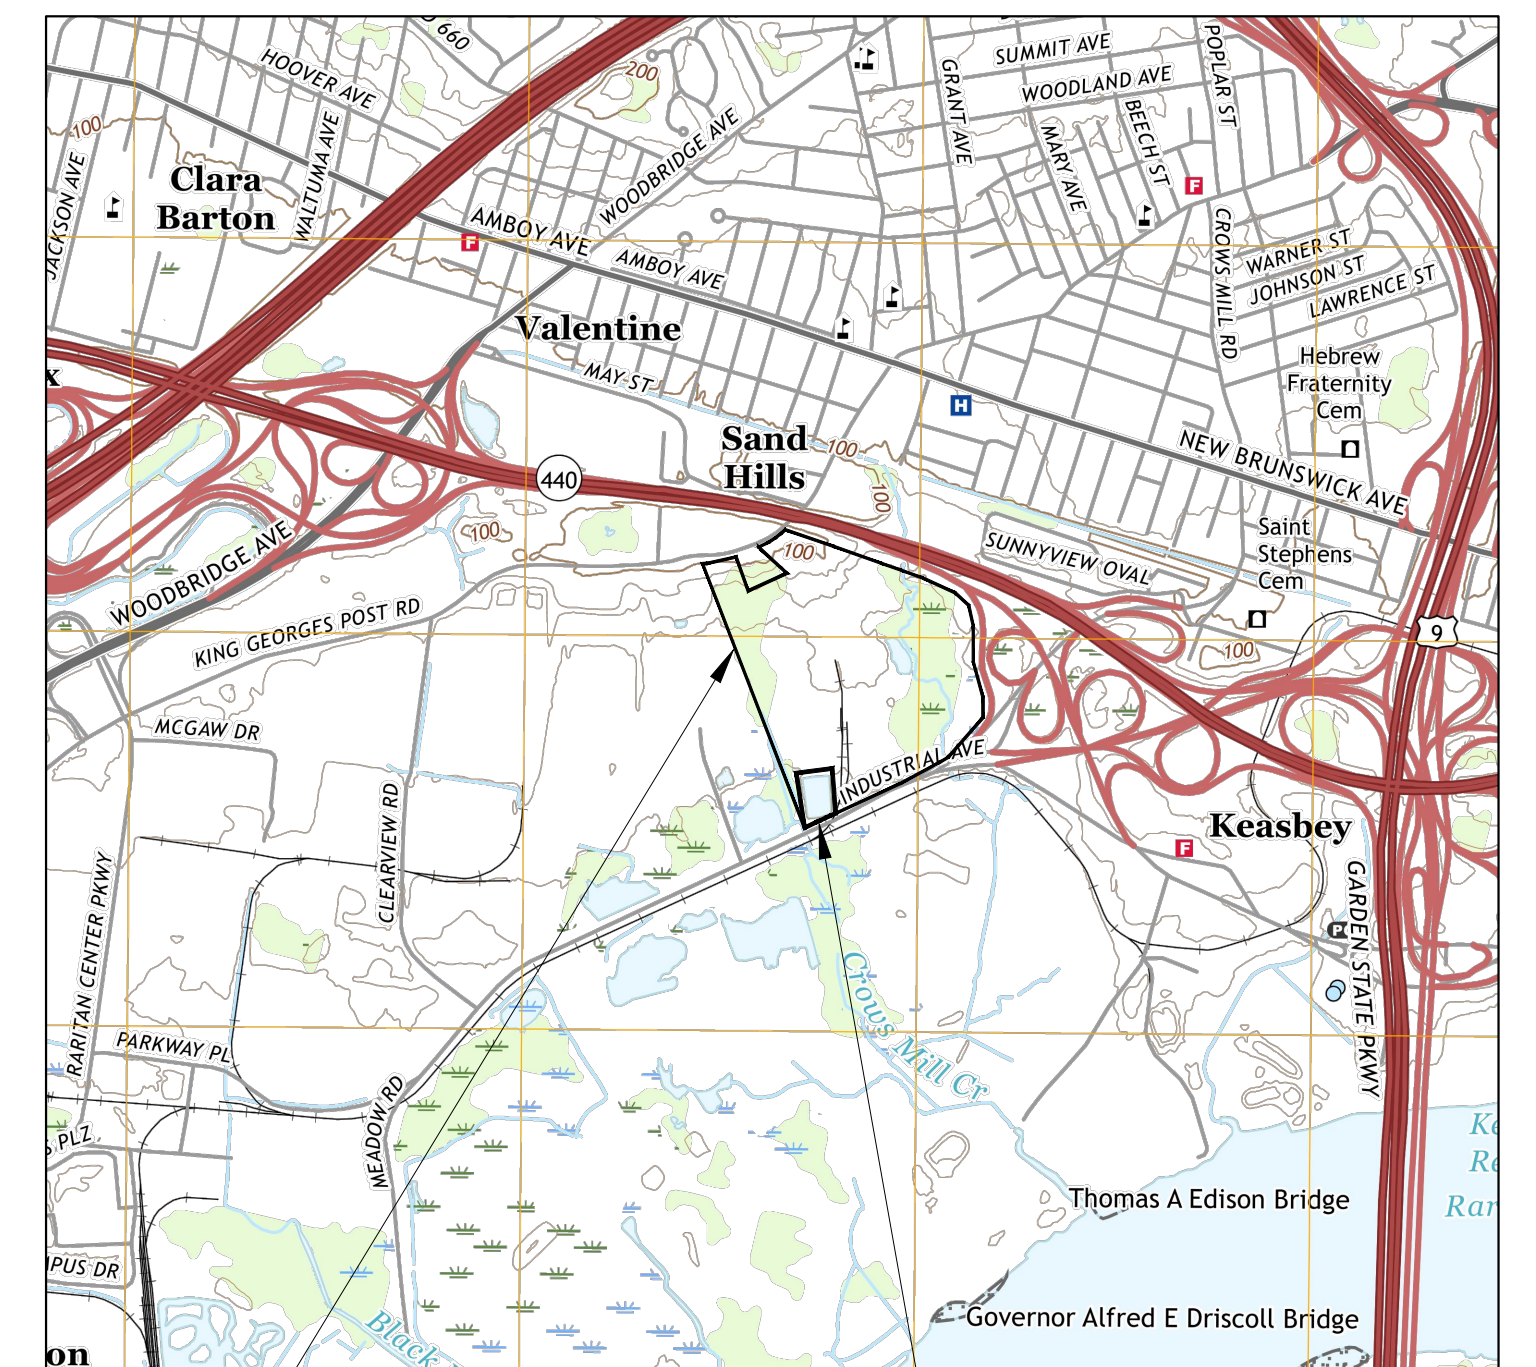 660
HOOVER AVE
200
SUMMIT AVE
WOODLAND AVE
POPLAR ST
GRANT AVE
BEECH ST
MARY AVE
100
JACKSON AVE
WALTUMA AVE
WOODBRIDGE AVE
Clara
Barton
F
F
AMBOY AVE
AMBOY AVE
CROWS MILL RD
WARNER ST
JOHNSON ST
LAWRENCE ST
Valentine
MAY ST
x
H
Hebrew
Fraternity
Cem
Sand
Hills
100
100
440
NEW BRUNSWICK AVE
100
100
Saint
Stephens
Cem
SUNNYVIEW OVAL
WOODBRIDGE AVE
KING GEORGES POST RD
9
100
MCGAW DR
INDUSTRIAL AVE
CLEARVIEW RD
Keasbey
F
RARITAN CENTER PKWY
GARDEN STATE PKWY
P
Crows Mill Cr
PARKWAY PL
MEADOW RD
PLZ
Ke
Re
Rar
Thomas A Edison Bridge
PUS DR
Governor Alfred E Driscoll Bridge
Black
on